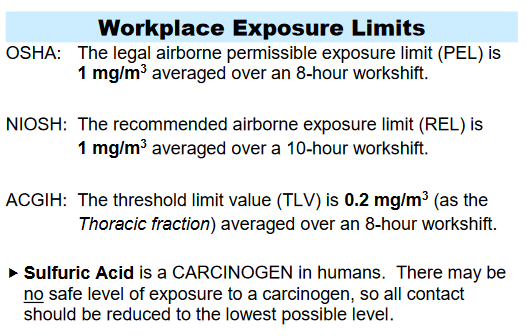 Workplace Exposure Limits
OSHA: The legal airborne permissible exposure limit (PEL) is
1 mg/m³ averaged over an 8-hour workshift.
NIOSH: The recommended airborne exposure limit (REL) is
1 mg/m³ averaged over a 10-hour workshift.
ACGIH: The threshold limit value (TLV) is 0.2 mg/m³ (as the
Thoracic fraction) averaged over an 8-hour workshift.
► Sulfuric Acid is a CARCINOGEN in humans. There may be
no safe level of exposure to a carcinogen, so all contact
should be reduced to the lowest possible level.